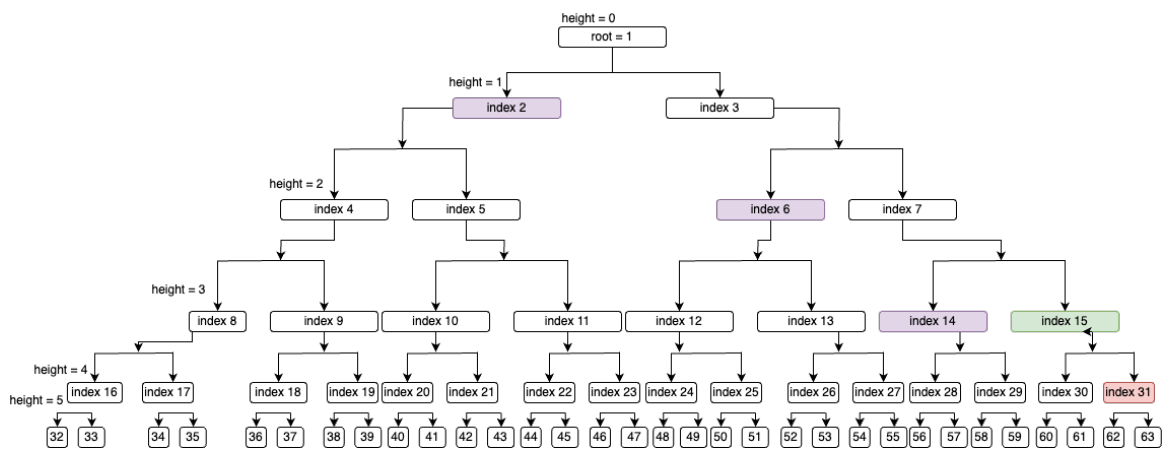 height = 0
root = 1
height = 1
index 2
index 3
height = 2
index 4
index 5
index 6
index 7
height = 3
index 8
index 9
index 10
index 11
index 12
index 13
index 14
index 15
height = 4
index 16
index 17
index 18
index 19
index 20
index 21
index 22
index 23
index 24
index 25
index 26
index 27
index 28
index 29
index 30
index 31
height = 5
32
33
34
35
36
37
38
39
40
41
42
43
44
45
46
47
48
49
50
51
52
53
54
55
56
57
58
59
60
61
62
63